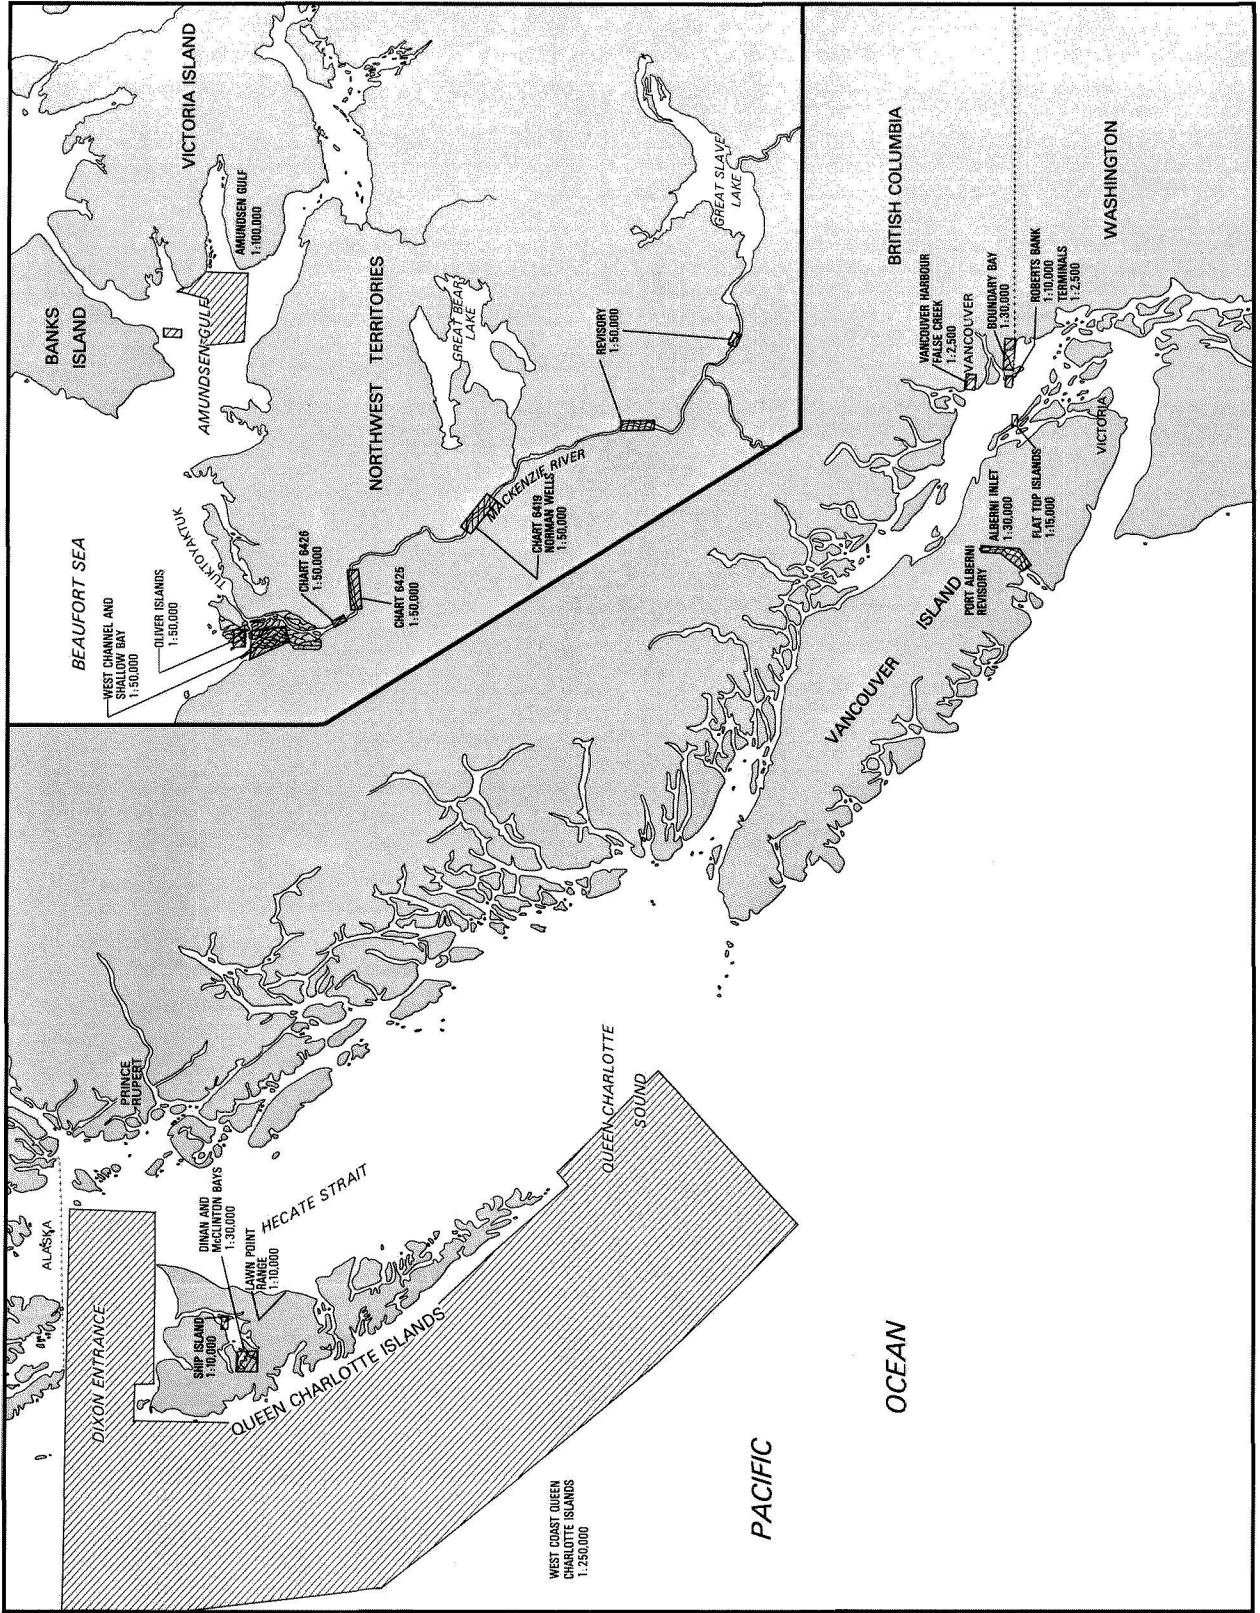 BEAUFORT SEA
WEST CHANNEL AND
SHALLOW BAY
1:50,000
OLIVER ISLANDS
1:50,000
TUKTOYAKTUK
BANKS
ISLAND
VICTORIA ISLAND
AMUNDSEN GULF
AMUNDSEN GULF
1:100,000
NORTHWEST TERRITORIES
GREAT BEAR
LAKE
CHART 6426
1:50,000
CHART 6425
1:50,000
MACKENZIE RIVER
CHART 6419
NORMAN WELLS
1:50,000
REVISORY
1:50,000
GREAT SLAVE
LAKE
ALASKA
DIXON ENTRANCE
PRINCE
RUPERT
SHIP ISLAND
1:10,000
DINAN AND
McCLINTON BAYS
1:30,000
LAWN POINT
RANGE
1:10,000
HECATE STRAIT
QUEEN CHARLOTTE ISLANDS
QUEEN CHARLOTTE
SOUND
WEST COAST QUEEN
CHARLOTTE ISLANDS
1:250,000
PACIFIC
OCEAN
VANCOUVER
ISLAND
BRITISH COLUMBIA
VANCOUVER HARBOUR
FALSE CREEK
1:2,500
VANCOUVER
BOUNDARY BAY
1:30,000
ROBERTS BANK
1:10,000
TERMINALS
1:2,500
WASHINGTON
PORT ALBERNI
REVISORY
ALBERNI INLET
1:30,000
FLAT TOP ISLANDS
1:15,000
VICTORIA